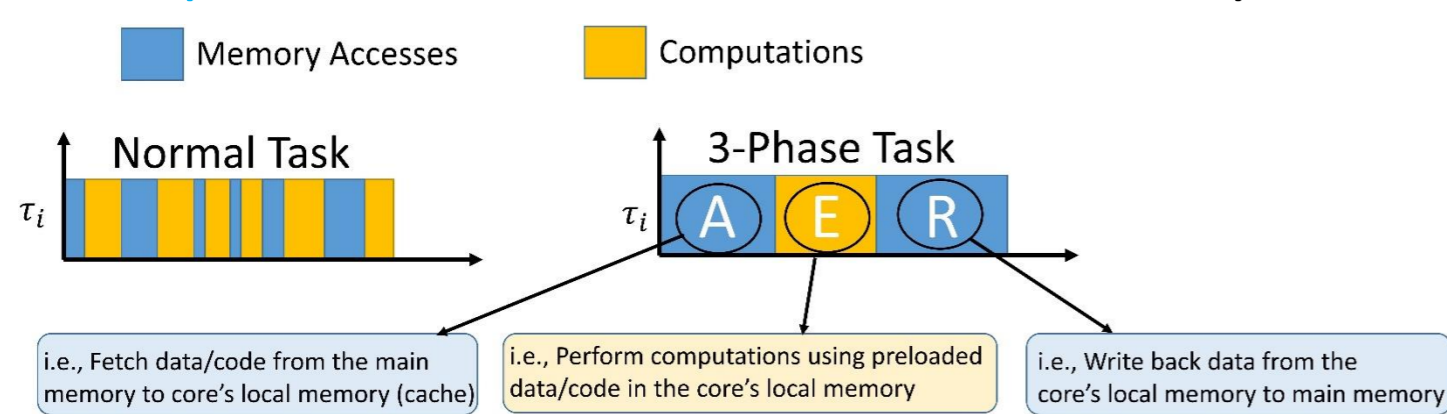 Memory Accesses
Computations
Normal Task
τᵢ
3-Phase Task
τᵢ
A
E
R
i.e., Fetch data/code from the main
memory to core’s local memory (cache)
i.e., Perform computations using preloaded
data/code in the core’s local memory
i.e., Write back data from the
core’s local memory to main memory